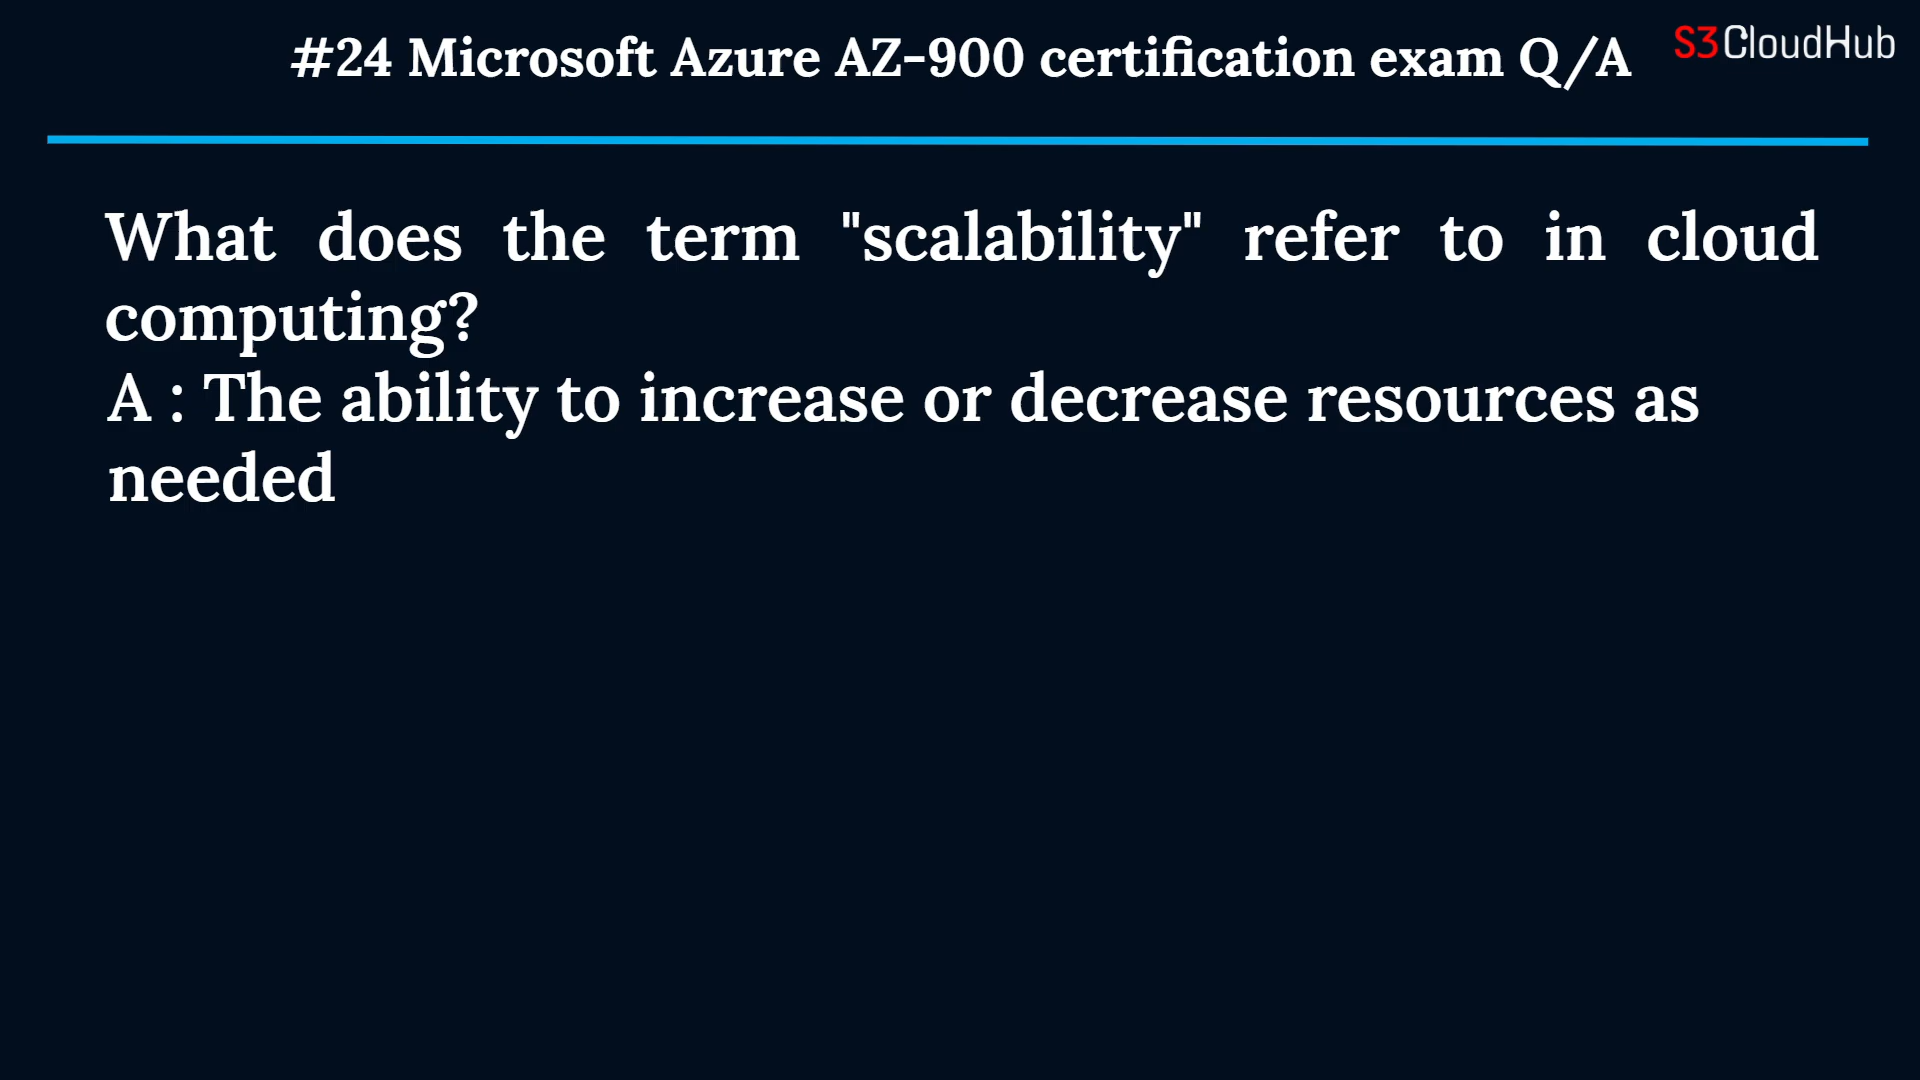 #24 Microsoft Azure AZ-900 certification exam Q/A
S3CloudHub
What does the term "scalability" refer to in cloud
computing?
A : The ability to increase or decrease resources as
needed